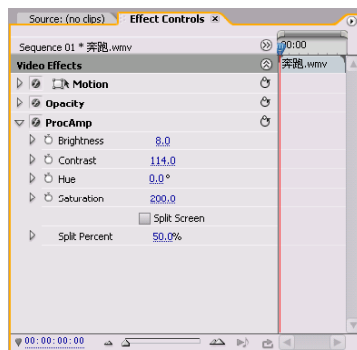 Source: (no clips) Effect Controls ×
Sequence 01 * 奔跑.wmv 00:00
Video Effects 奔跑.wmv
Motion
Opacity
ProcAmp
Brightness 8.0
Contrast 114.0
Hue 0.0°
Saturation 200.0
Split Screen
Split Percent 50.0%
00:00:00:00